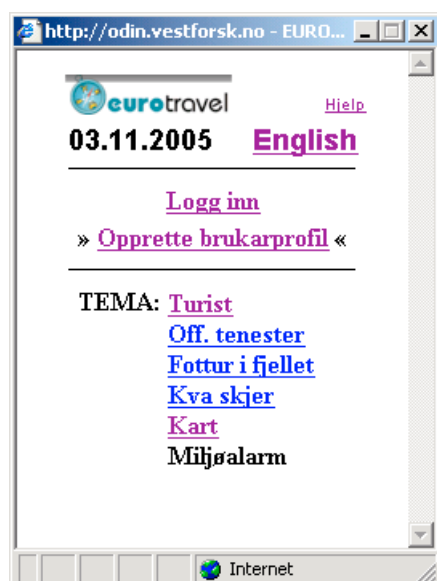 http://odin.vestforsk.no - EURO...
eurotravel
Hjelp
03.11.2005 English
Logg inn
» Opprette brukarprofil «
TEMA: Turist
Off. tenester
Fottur i fjellet
Kva skjer
Kart
Miljøalarm
Internet